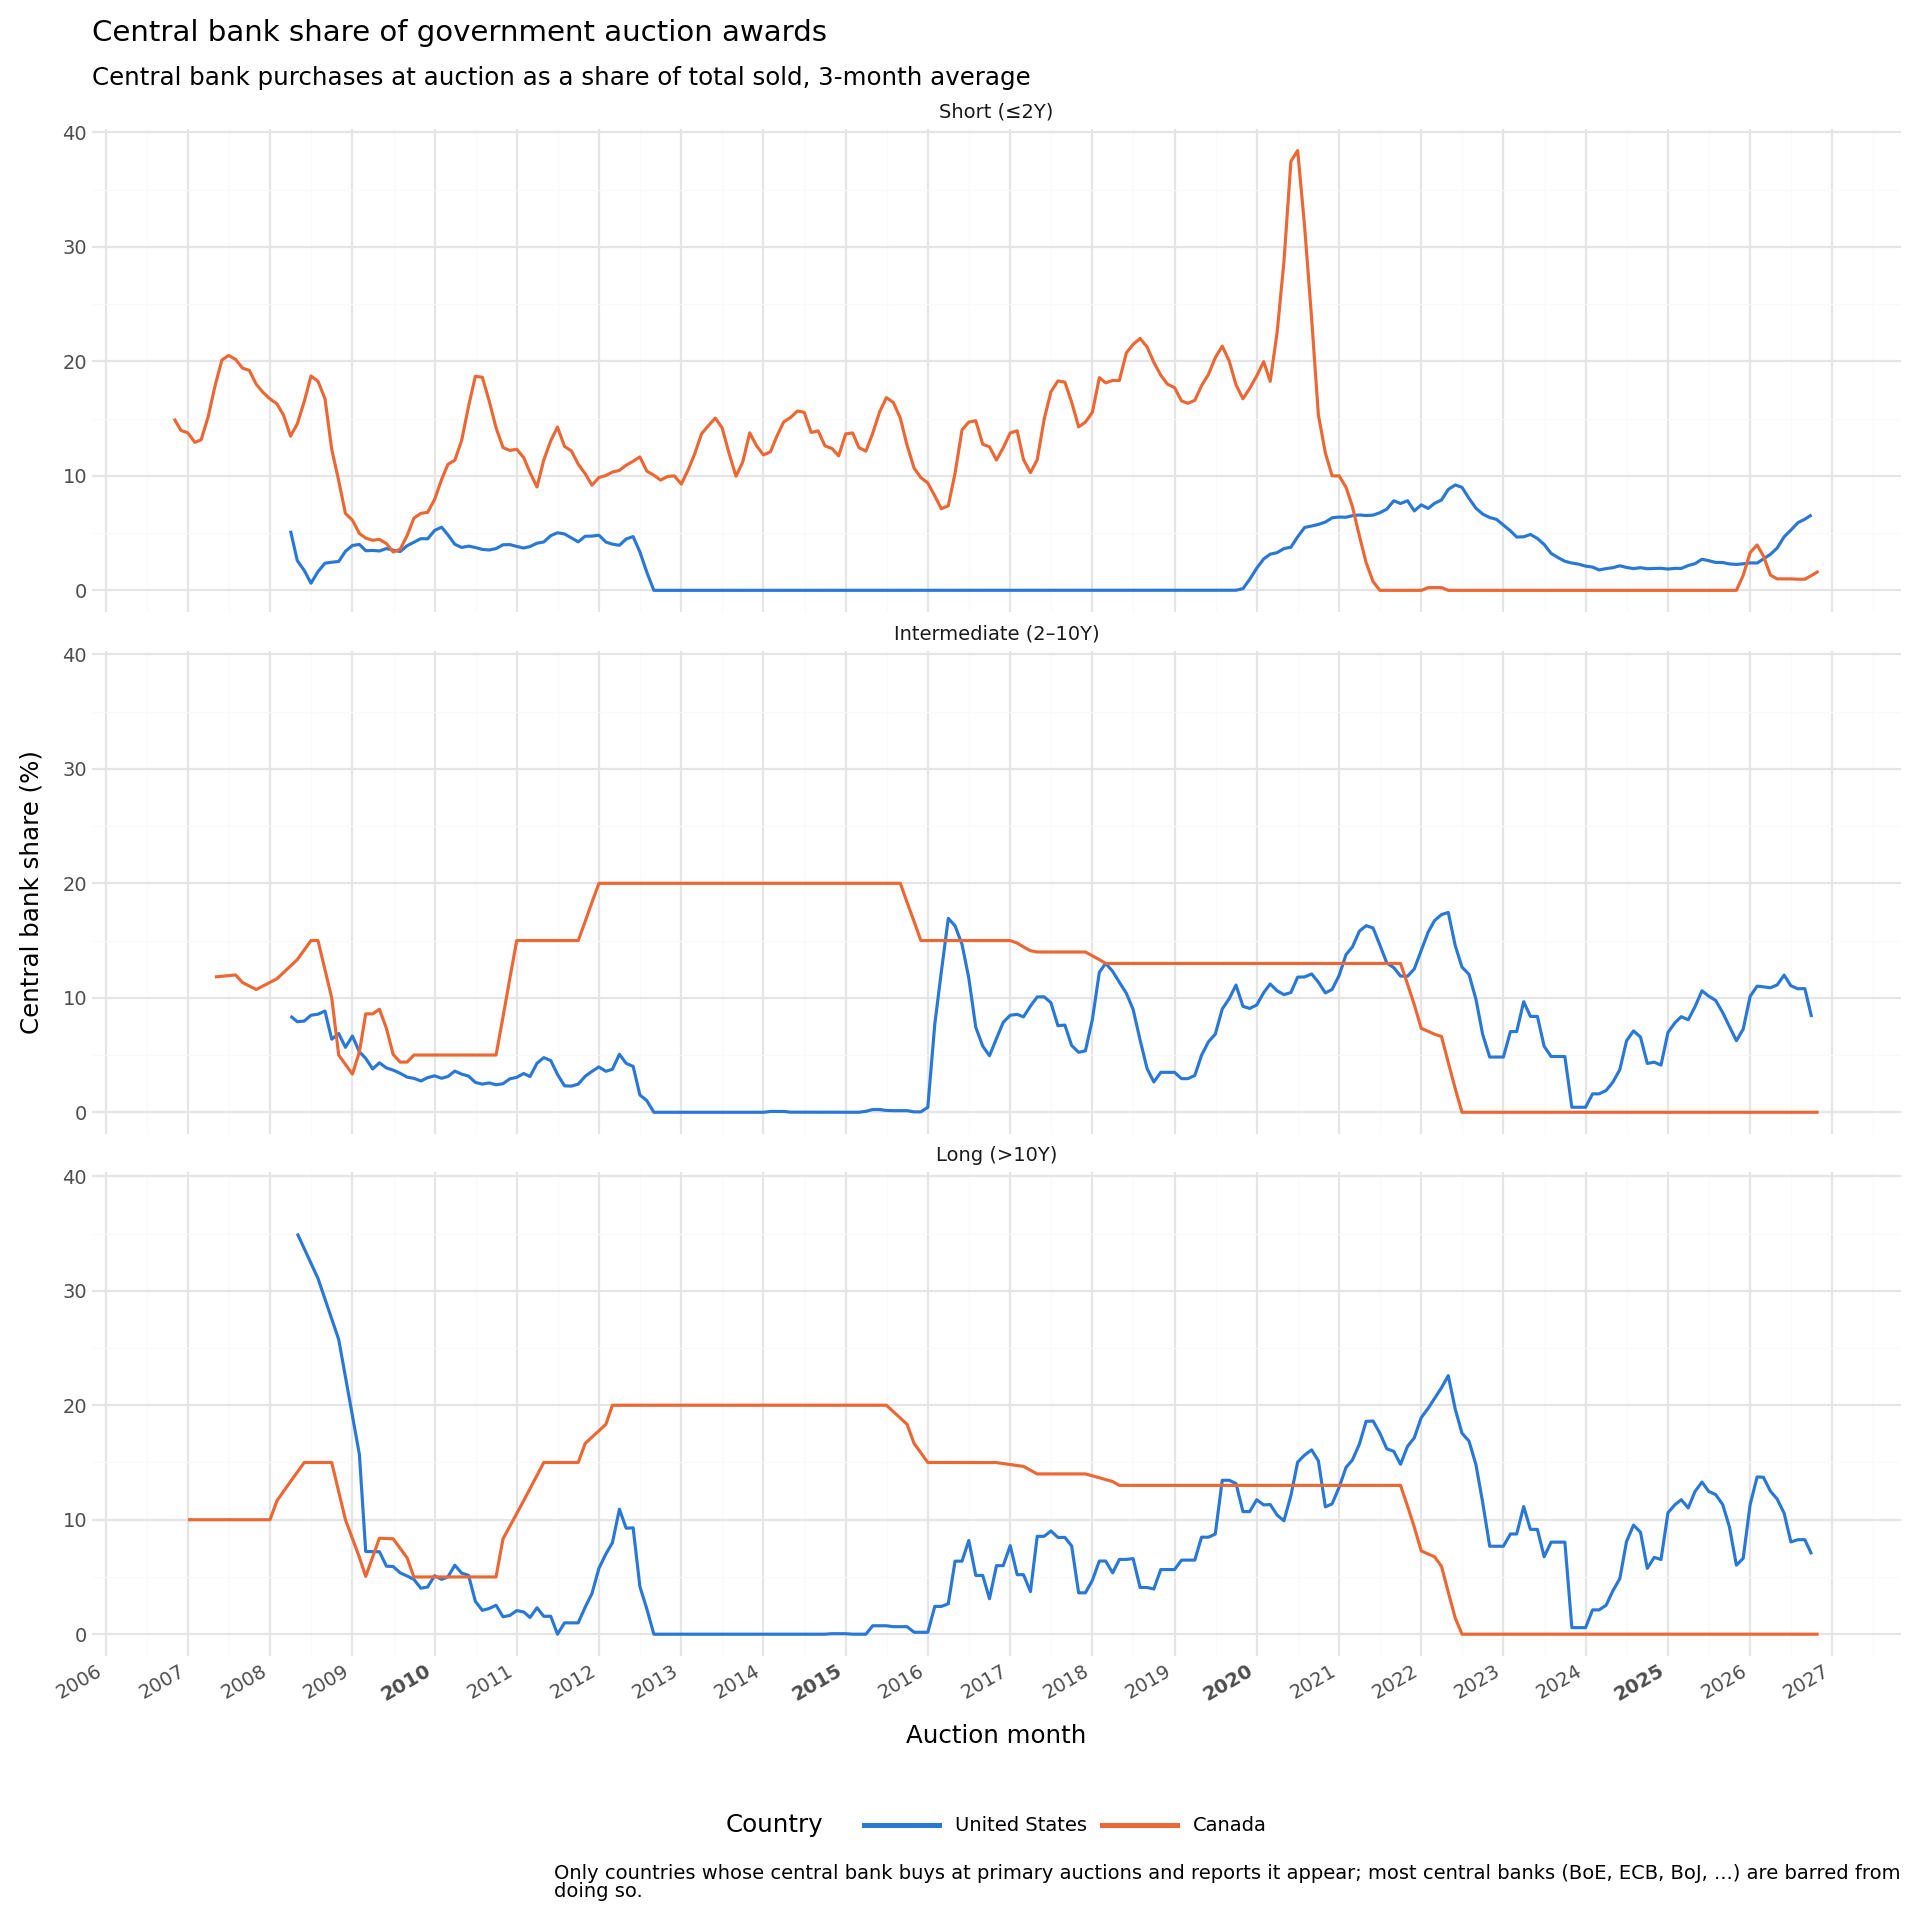 Central bank share of government auction awards
Central bank purchases at auction as a share of total sold, 3-month average
Short (≤2Y)
40
30
20
10
0
Intermediate (2–10Y)
40
30
20
10
0
Central bank share (%)
Long (>10Y)
40
30
20
10
0
2006 2007 2008 2009 2010 2011 2012 2013 2014 2015 2016 2017 2018 2019 2020 2021 2022 2023 2024 2025 2026 2027
Auction month
Country United States Canada
Only countries whose central bank buys at primary auctions and reports it appear; most central banks (BoE, ECB, BoJ, ...) are barred from
doing so.